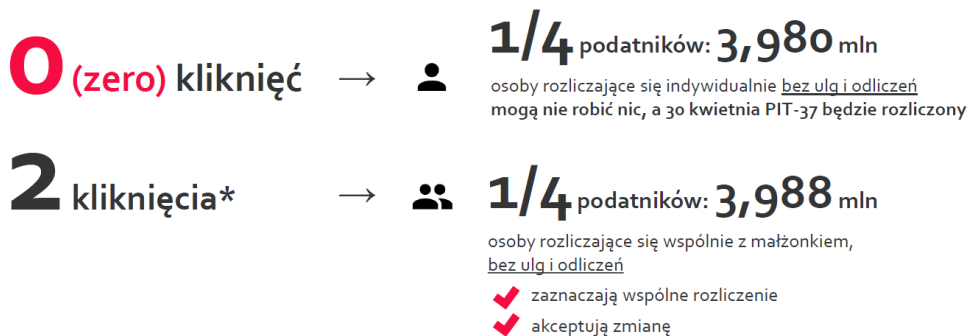 0 (zero) kliknięć → 1/4 podatników: 3,980 mln
osoby rozliczające się indywidualnie bez ulg i odliczeń
mogą nie robić nic, a 30 kwietnia PIT-37 będzie rozliczony
2 kliknięcia* → 1/4 podatników: 3,988 mln
osoby rozliczające się wspólnie z małżonkiem,
bez ulg i odliczeń
zaznaczają wspólne rozliczenie
akceptują zmianę